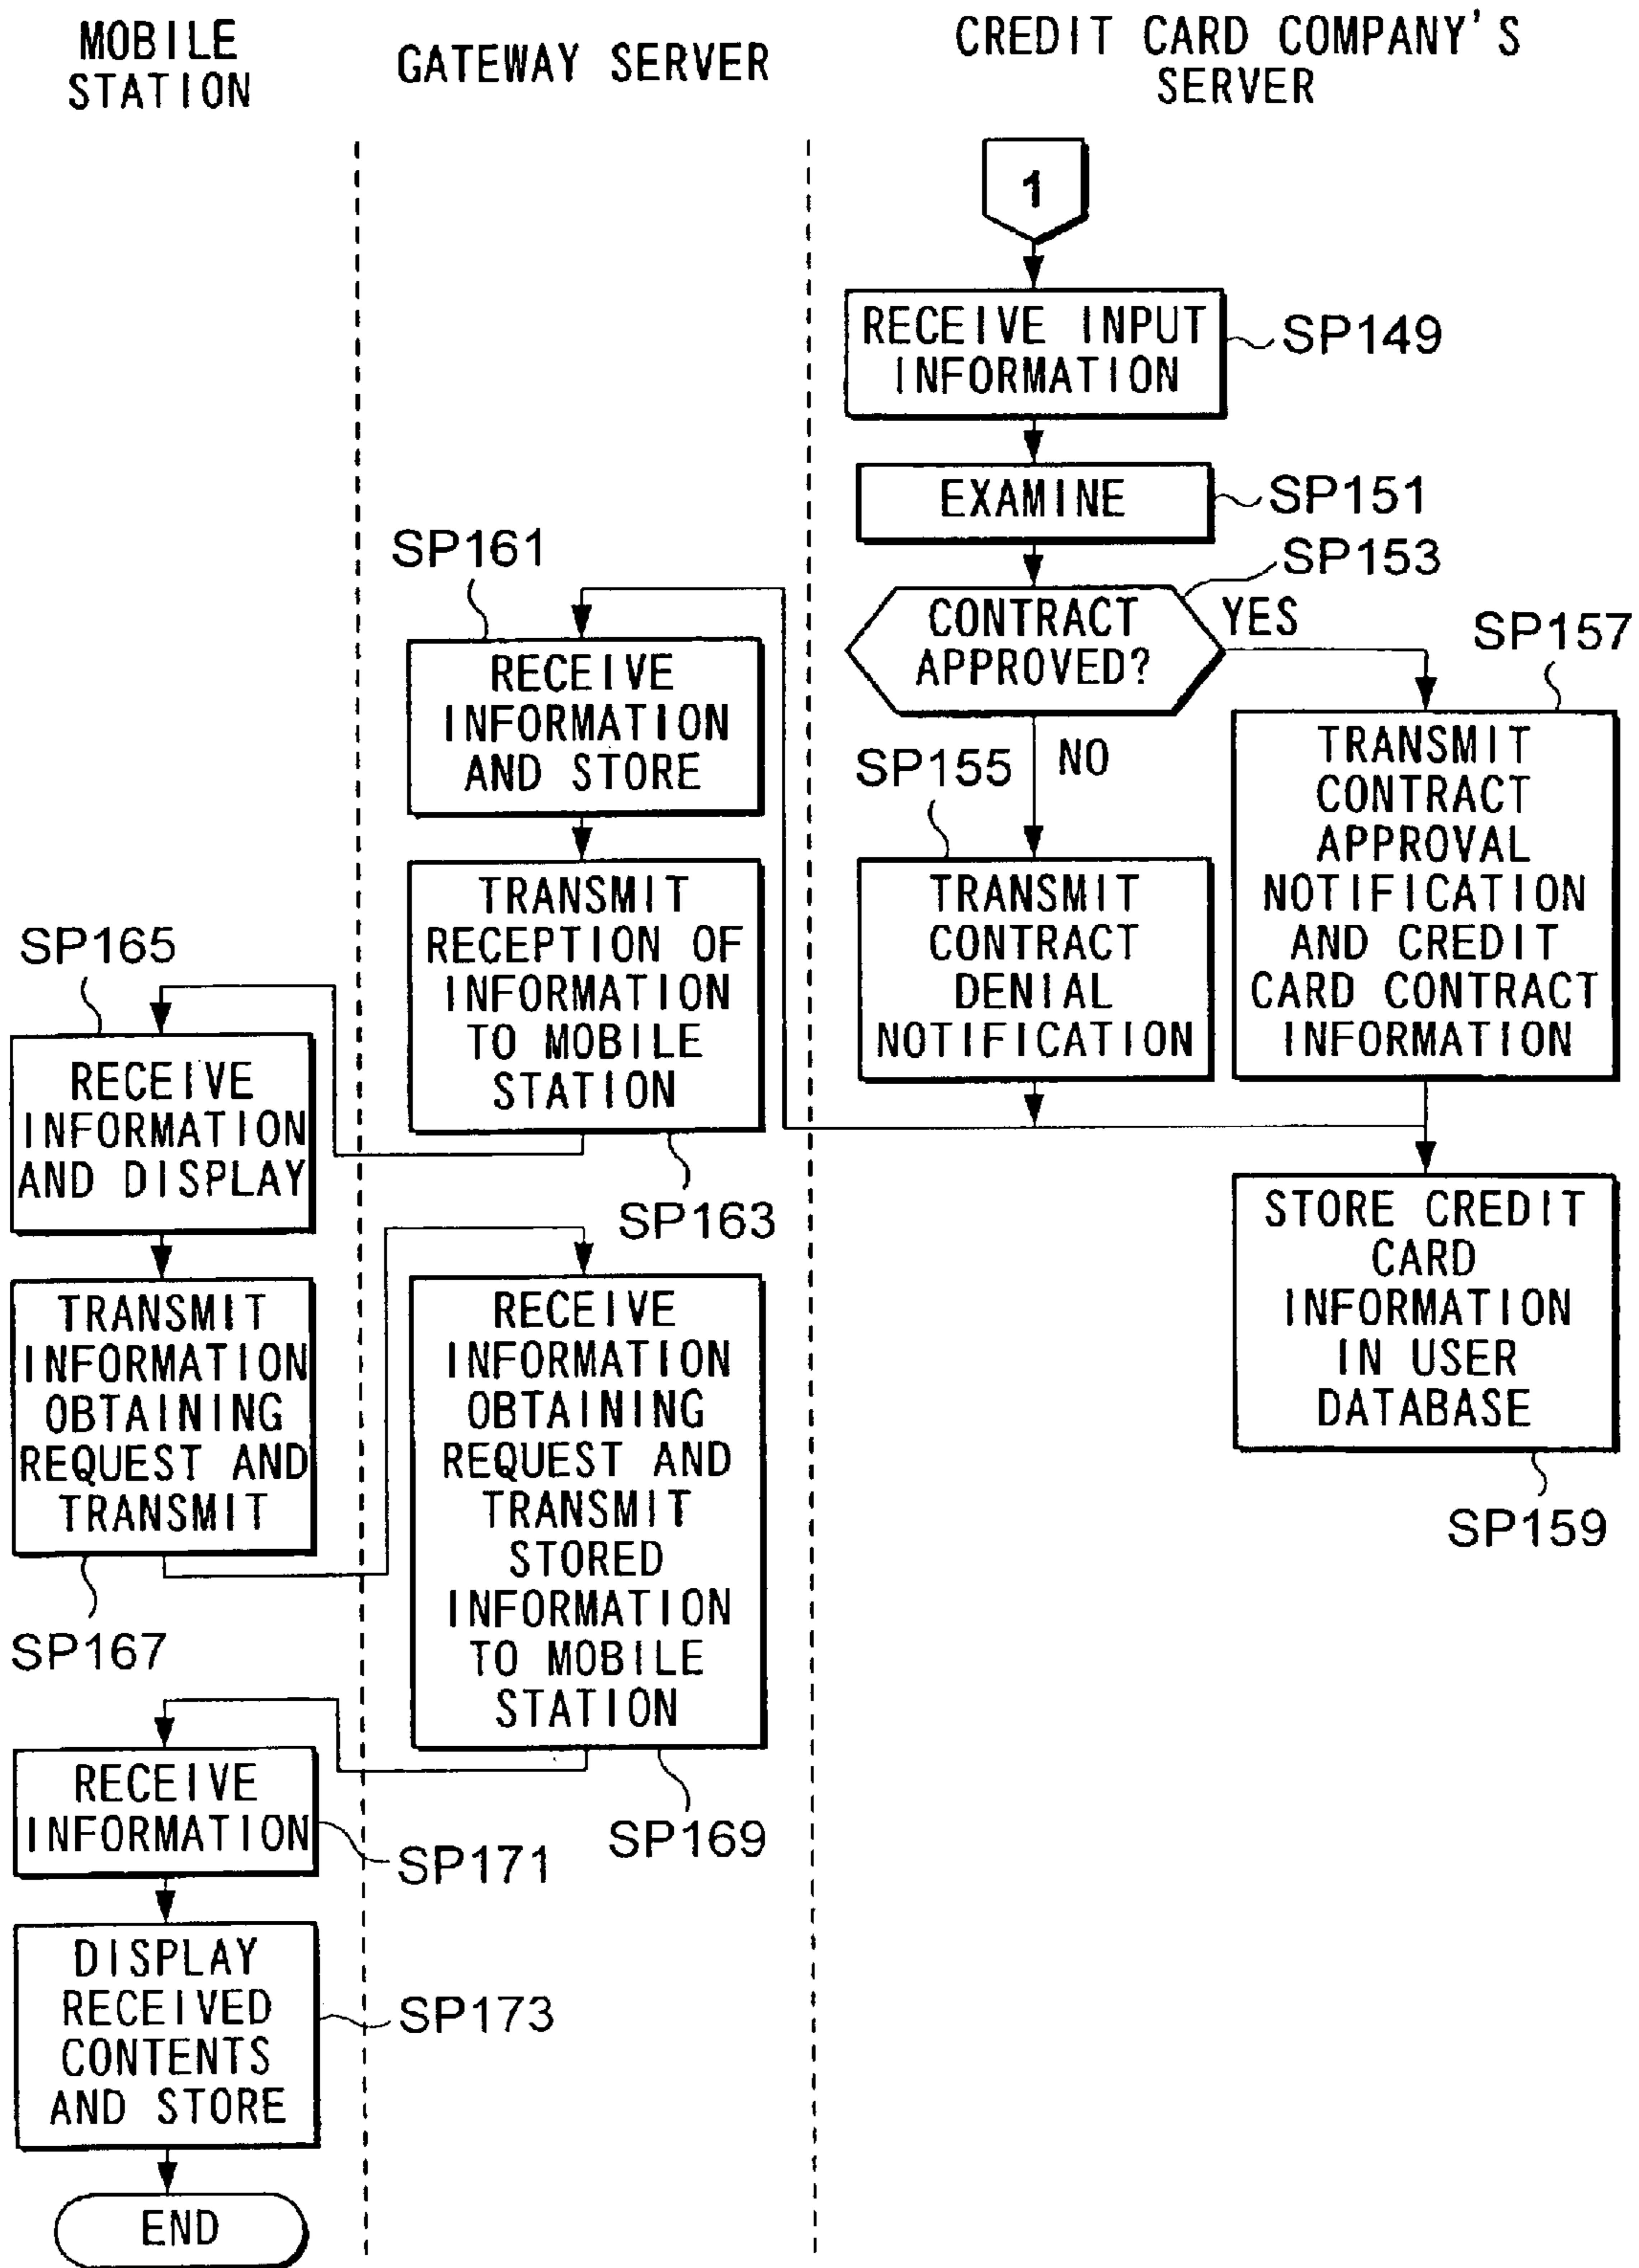 MOBILE
STATION
GATEWAY SERVER
CREDIT CARD COMPANY'S
SERVER
1
RECEIVE INPUT
INFORMATION
SP149
EXAMINE
SP151
SP153
CONTRACT
APPROVED?
YES
NO
SP155
TRANSMIT
CONTRACT
DENIAL
NOTIFICATION
SP157
TRANSMIT
CONTRACT
APPROVAL
NOTIFICATION
AND CREDIT
CARD CONTRACT
INFORMATION
STORE CREDIT
CARD
INFORMATION
IN USER
DATABASE
SP159
SP161
RECEIVE
INFORMATION
AND STORE
TRANSMIT
RECEPTION OF
INFORMATION
TO MOBILE
STATION
SP163
SP165
RECEIVE
INFORMATION
AND DISPLAY
TRANSMIT
INFORMATION
OBTAINING
REQUEST AND
TRANSMIT
SP167
RECEIVE
INFORMATION
OBTAINING
REQUEST AND
TRANSMIT
STORED
INFORMATION
TO MOBILE
STATION
SP169
RECEIVE
INFORMATION
SP171
DISPLAY
RECEIVED
CONTENTS
AND STORE
SP173
END